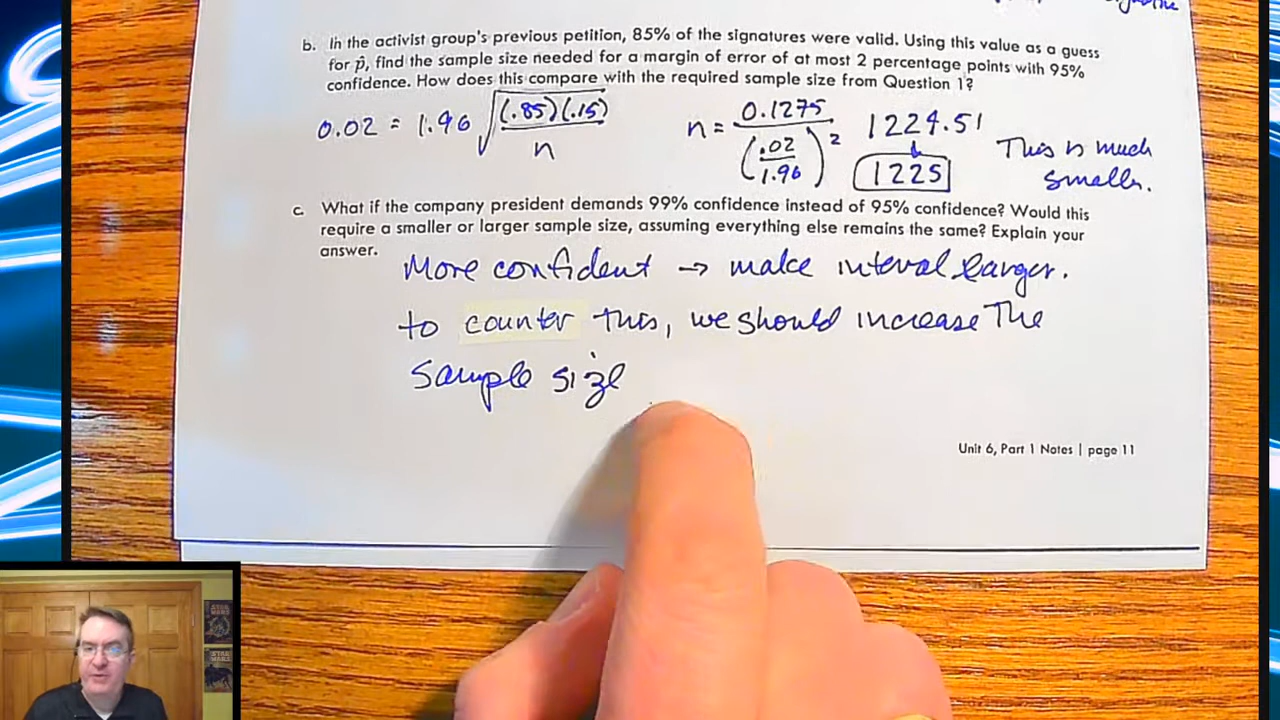 b. In the activist group's previous petition, 85% of the signatures were valid. Using this value as a guess
for p̂, find the sample size needed for a margin of error of at most 2 percentage points with 95%
confidence. How does this compare with the required sample size from Question 1?
0.02 = 1.96 √((.85)(.15)/n)
n = 0.1275/(.02/1.96)² 1224.51
↓
1225
This is much
smaller.
c. What if the company president demands 99% confidence instead of 95% confidence? Would this
require a smaller or larger sample size, assuming everything else remains the same? Explain your
answer.
More confident → make interval larger.
to counter this, we should increase the
sample size
Unit 6, Part 1 Notes | page 11
STAR
WARS
STAR
WARS